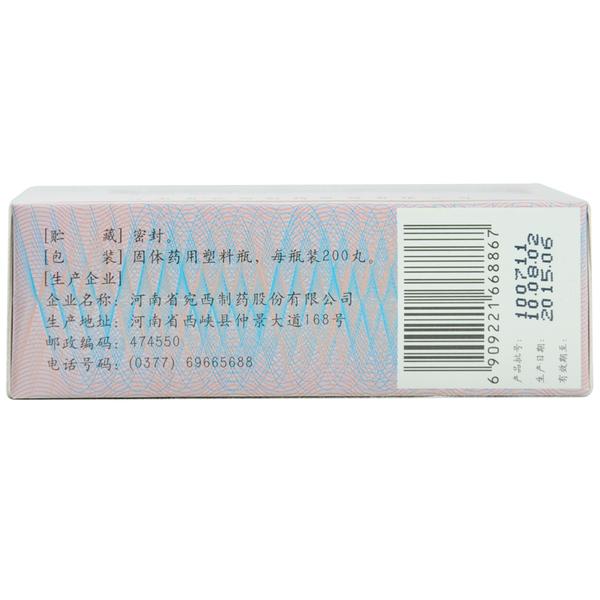 [贮 藏] 密封。
[包 装] 固体药用塑料瓶，每瓶装200丸。
[生产企业]
企业名称：河南省宛西制药股份有限公司
生产地址：河南省西峡县仲景大道168号
邮政编码：474550
电话号码：(0377) 69665688
6 909221 668867
产品批号： 100711
生产日期： 10.08.02
有效期至： 2015.06